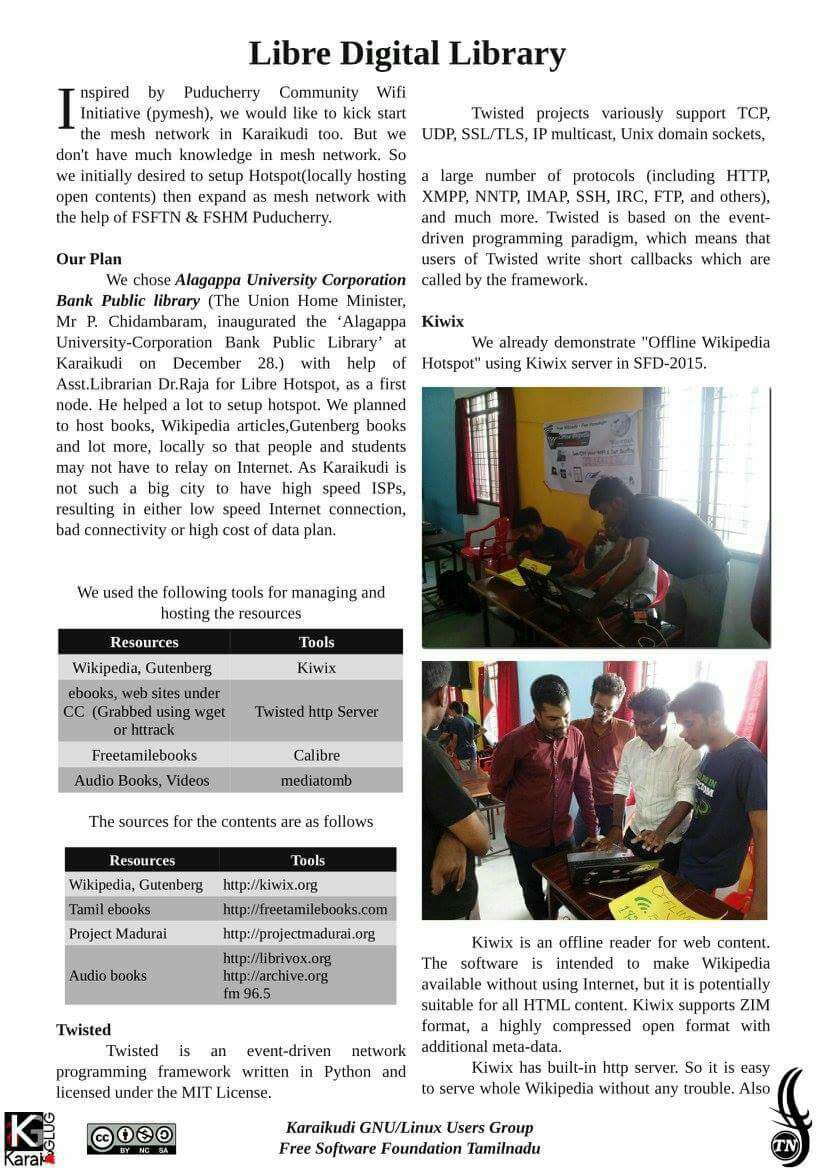 Libre Digital Library
Inspired by Puducherry Community Wifi
Initiative (pymesh), we would like to kick start
the mesh network in Karaikudi too. But we
don't have much knowledge in mesh network. So
we initially desired to setup Hotspot(locally hosting
open contents) then expand as mesh network with
the help of FSFTN & FSHM Puducherry.
Our Plan
We chose Alagappa University Corporation
Bank Public library (The Union Home Minister,
Mr P. Chidambaram, inaugurated the ‘Alagappa
University-Corporation Bank Public Library’ at
Karaikudi on December 28.) with help of
Asst.Librarian Dr.Raja for Libre Hotspot, as a first
node. He helped a lot to setup hotspot. We planned
to host books, Wikipedia articles,Gutenberg books
and lot more, locally so that people and students
may not have to relay on Internet. As Karaikudi is
not such a big city to have high speed ISPs,
resulting in either low speed Internet connection,
bad connectivity or high cost of data plan.
We used the following tools for managing and
hosting the resources
Resources Tools
Wikipedia, Gutenberg Kiwix
ebooks, web sites under
CC (Grabbed using wget
or httrack
Twisted http Server
Freetamilebooks Calibre
Audio Books, Videos mediatomb
The sources for the contents are as follows
Resources Tools
Wikipedia, Gutenberg http://kiwix.org
Tamil ebooks http://freetamilebooks.com
Project Madurai http://projectmadurai.org
Audio books
http://librivox.org
http://archive.org
fm 96.5
Twisted
Twisted is an event-driven network
programming framework written in Python and
licensed under the MIT License.
Twisted projects variously support TCP,
UDP, SSL/TLS, IP multicast, Unix domain sockets,
a large number of protocols (including HTTP,
XMPP, NNTP, IMAP, SSH, IRC, FTP, and others),
and much more. Twisted is based on the event-
driven programming paradigm, which means that
users of Twisted write short callbacks which are
called by the framework.
Kiwix
We already demonstrate "Offline Wikipedia
Hotspot" using Kiwix server in SFD-2015.
OFFLINE
Kiwix is an offline reader for web content.
The software is intended to make Wikipedia
available without using Internet, but it is potentially
suitable for all HTML content. Kiwix supports ZIM
format, a highly compressed open format with
additional meta-data.
Kiwix has built-in http server. So it is easy
to serve whole Wikipedia without any trouble. Also
K GLUG
Karai
cc BY NC SA
Karaikudi GNU/Linux Users Group
Free Software Foundation Tamilnadu
TN